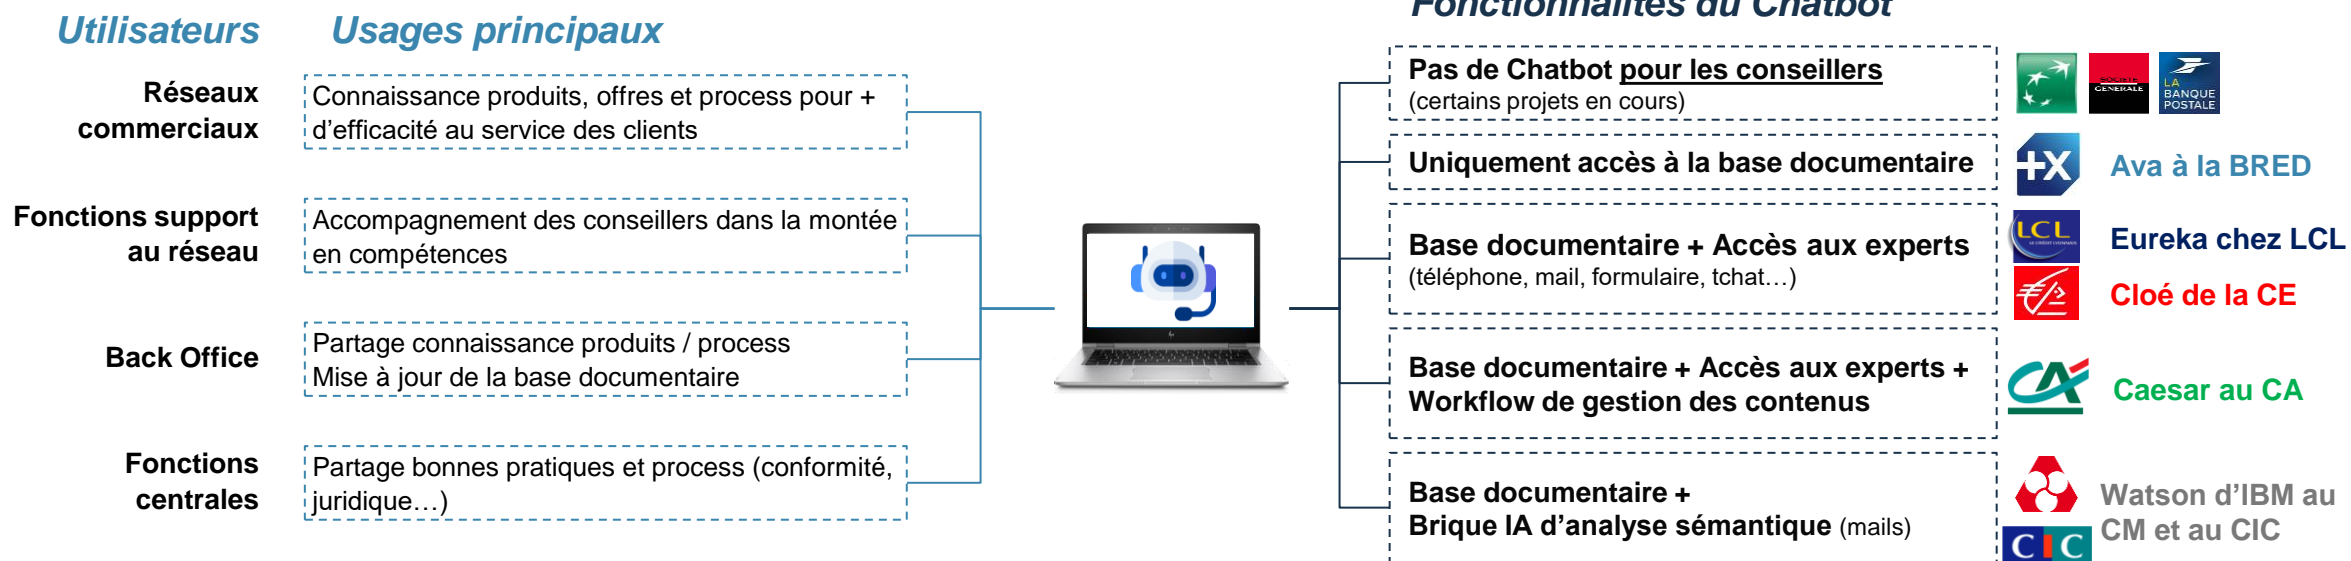 Utilisateurs
Usages principaux
Réseaux
commerciaux
Connaissance produits, offres et process pour +
d'efficacité au service des clients
Fonctions support
au réseau
Accompagnement des conseillers dans la montée
en compétences
Back Office
Partage connaissance produits / process
Mise à jour de la base documentaire
Fonctions
centrales
Partage bonnes pratiques et process (conformité,
juridique…)
Fonctionnalités du Chatbot
Pas de Chatbot pour les conseillers
(certains projets en cours)
SOCIETE
GENERALE
LA
BANQUE
POSTALE
Uniquement accès à la base documentaire
+X
Ava à la BRED
Base documentaire + Accès aux experts
(téléphone, mail, formulaire, tchat…)
LCL
LE CRÉDIT LYONNAIS
Eureka chez LCL
Cloé de la CE
Base documentaire + Accès aux experts +
Workflow de gestion des contenus
CA
Caesar au CA
Base documentaire +
Brique IA d'analyse sémantique (mails)
CIC
Watson d'IBM au
CM et au CIC